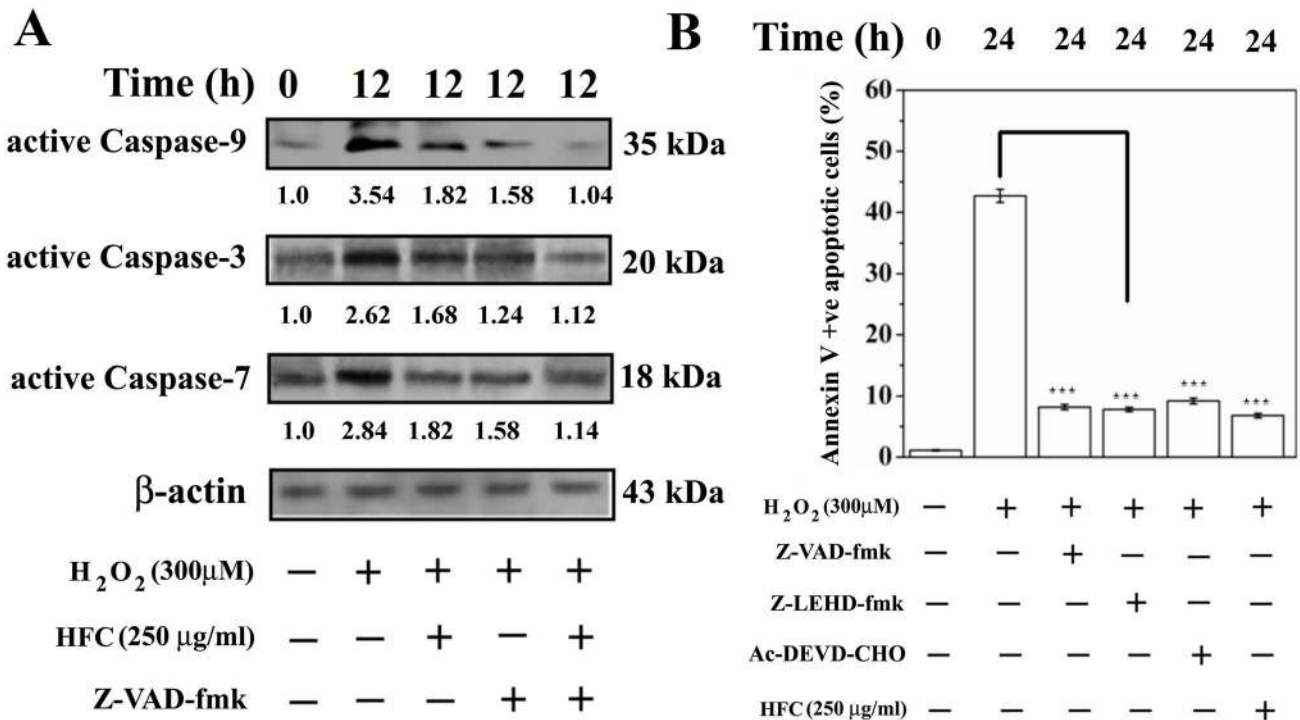 A
Time (h) 0 12 12 12 12
active Caspase-9 35 kDa
1.0 3.54 1.82 1.58 1.04
active Caspase-3 20 kDa
1.0 2.62 1.68 1.24 1.12
active Caspase-7 18 kDa
1.0 2.84 1.82 1.58 1.14
β-actin 43 kDa
H₂O₂ (300μM) — + + + +
HFC (250 μg/ml) — — + — +
Z-VAD-fmk — — — + +
B
Time (h) 0 24 24 24 24 24
Annexin V +ve apoptotic cells (%)
60
50
40
30
20
10
0
*** *** *** ***
H₂O₂ (300μM) — + + + + +
Z-VAD-fmk — — + — — —
Z-LEHD-fmk — — — + — —
Ac-DEVD-CHO — — — — + —
HFC (250 μg/ml) — — — — — +